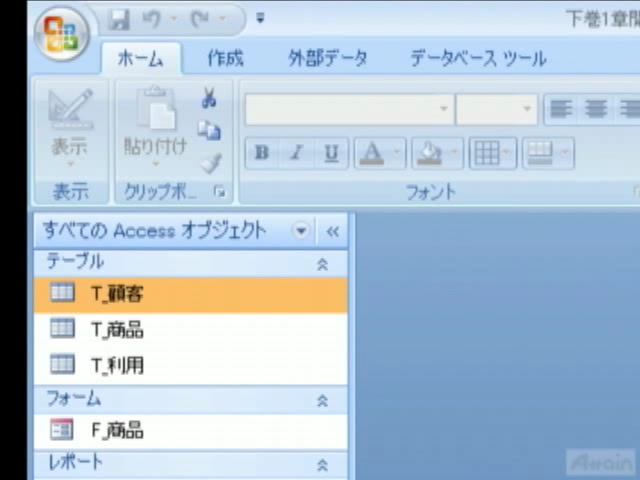 下巻1章開
ホーム 作成 外部データ データベース ツール
表示 貼り付け
B I U A
表示 クリップボ... フォント
すべての Access オブジェクト
テーブル
T_顧客
T_商品
T_利用
フォーム
F_商品
レポート